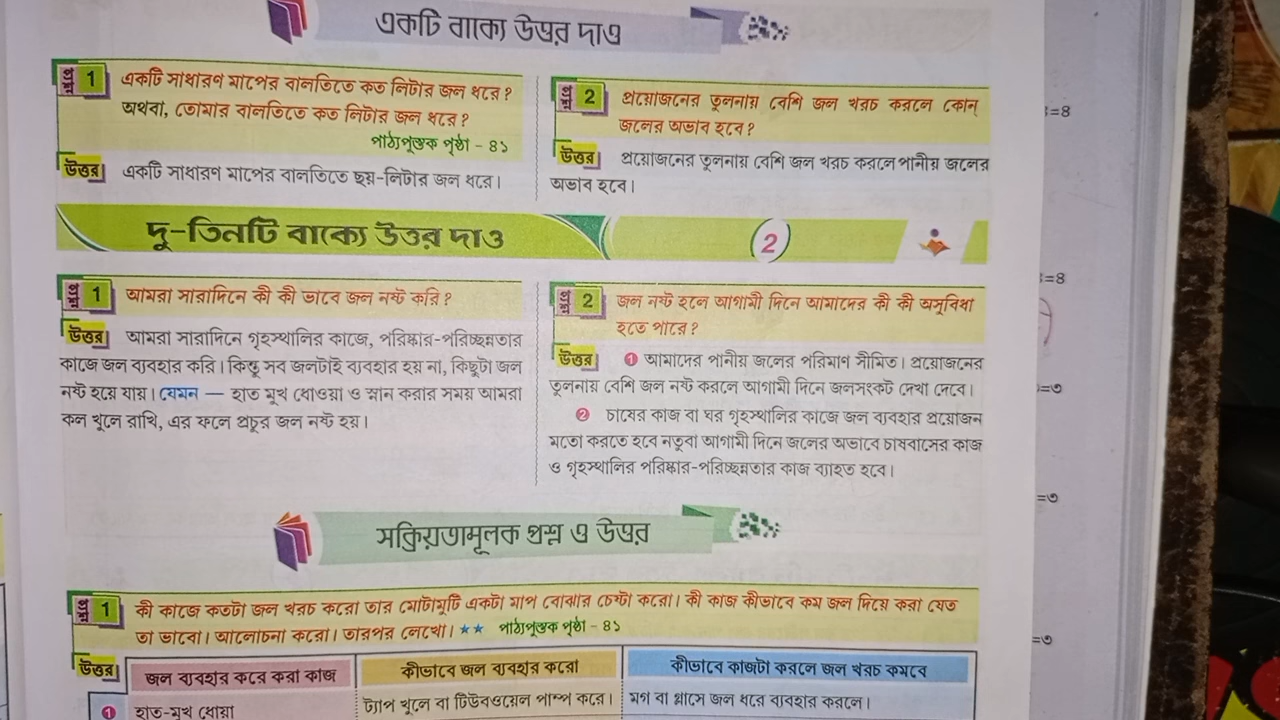 একটি বাক্যে উত্তর দাও
প্রশ্ন 1 একটি সাধারণ মাপের বালতিতে কত লিটার জল ধরে?
অথবা, তোমার বালতিতে কত লিটার জল ধরে?
পাঠ্যপুস্তক পৃষ্ঠা - ৪১
উত্তর একটি সাধারণ মাপের বালতিতে ছয়-লিটার জল ধরে।
প্রশ্ন 2 প্রয়োজনের তুলনায় বেশি জল খরচ করলে কোন্
জলের অভাব হবে?
উত্তর প্রয়োজনের তুলনায় বেশি জল খরচ করলে পানীয় জলের
অভাব হবে।
দু-তিনটি বাক্যে উত্তর দাও 2
প্রশ্ন 1 আমরা সারাদিনে কী কী ভাবে জল নষ্ট করি?
উত্তর আমরা সারাদিনে গৃহস্থালির কাজে, পরিষ্কার-পরিচ্ছন্নতার
কাজে জল ব্যবহার করি। কিন্তু সব জলটাই ব্যবহার হয় না, কিছুটা জল
নষ্ট হয়ে যায়। যেমন — হাত মুখ ধোওয়া ও স্নান করার সময় আমরা
কল খুলে রাখি, এর ফলে প্রচুর জল নষ্ট হয়।
প্রশ্ন 2 জল নষ্ট হলে আগামী দিনে আমাদের কী কী অসুবিধা
হতে পারে?
উত্তর 1 আমাদের পানীয় জলের পরিমাণ সীমিত। প্রয়োজনের
তুলনায় বেশি জল নষ্ট করলে আগামী দিনে জলসংকট দেখা দেবে।
2 চাষের কাজ বা ঘর গৃহস্থালির কাজে জল ব্যবহার প্রয়োজন
মতো করতে হবে নতুবা আগামী দিনে জলের অভাবে চাষবাসের কাজ
ও গৃহস্থালির পরিষ্কার-পরিচ্ছন্নতার কাজ ব্যাহত হবে।
সক্রিয়তামূলক প্রশ্ন ও উত্তর
প্রশ্ন 1 কী কাজে কতটা জল খরচ করো তার মোটামুটি একটা মাপ বোঝার চেষ্টা করো। কী কাজ কীভাবে কম জল দিয়ে করা যেত
তা ভাবো। আলোচনা করো। তারপর লেখো। ★★ পাঠ্যপুস্তক পৃষ্ঠা - ৪১
উত্তর জল ব্যবহার করে করা কাজ কীভাবে জল ব্যবহার করো কীভাবে কাজটা করলে জল খরচ কমবে
1 হাত-মুখ ধোয়া ট্যাপ খুলে বা টিউবওয়েল পাম্প করে। মগ বা গ্লাসে জল ধরে ব্যবহার করলে।
=4
=4
=৩
=৩
=৩